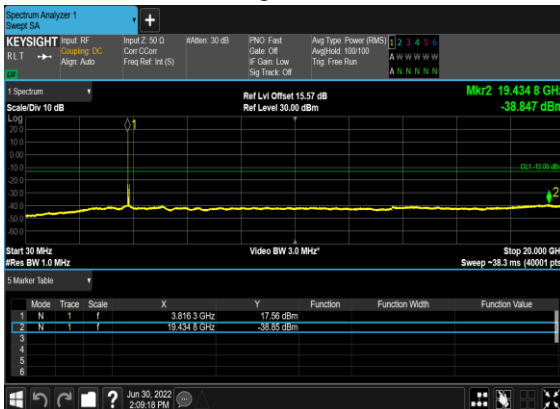 Spectrum Analyzer 1
Swept SA
KEYSIGHT Input: RF Input Z: 50 Ω #Atten: 30 dB PNO: Fast Avg Type: Power (RMS) 1 2 3 4 5 6
RLT Coupling: DC Corr CCorr Gate: Off Avg|Hold: 100/100 A W W W W W
Align: Auto Freq Ref: Int (S) IF Gain: Low Trig: Free Run
Sig Track: Off A N N N N N
1 Spectrum
Ref Lvl Offset 15.57 dB Mkr2 19.434 8 GHz
Scale/Div 10 dB Ref Level 30.00 dBm -38.847 dBm
Log
20.0 1
10.0
0.00
-10.0 DL1 -13.00 dBm
-20.0
-30.0 2
-40.0
-50.0
-60.0
Start 30 MHz Video BW 3.0 MHz* Stop 20.000 GH
#Res BW 1.0 MHz Sweep ~38.3 ms (40001 pts
5 Marker Table
Mode Trace Scale X Y Function Function Width Function Value
1 N 1 f 3.816 3 GHz 17.56 dBm
2 N 1 f 19.434 8 GHz -38.85 dBm
3
4
5
6
? Jun 30, 2022
2:09:18 PM